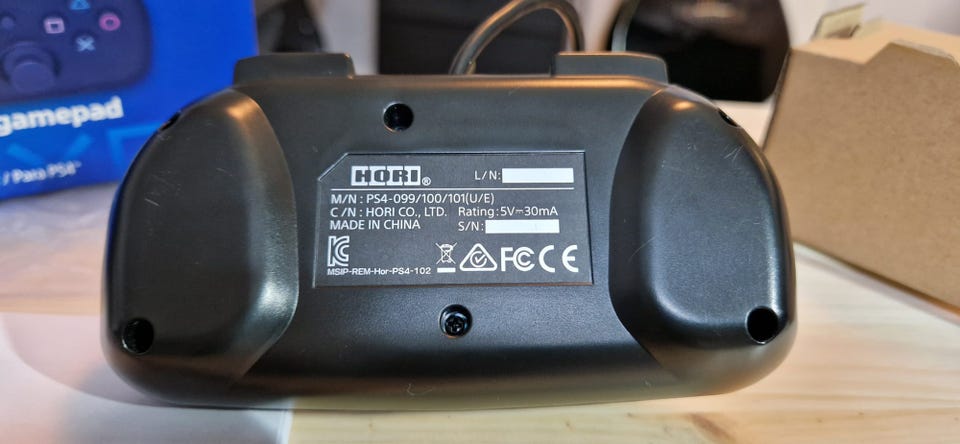 gamepad
/ Para PS4™
HORI®
L/N:
M/N : PS4-099/100/101(U/E)
C/N : HORI CO., LTD. Rating:5V⎓30mA
MADE IN CHINA S/N:
MSIP-REM-Hor-PS4-102
FC CE